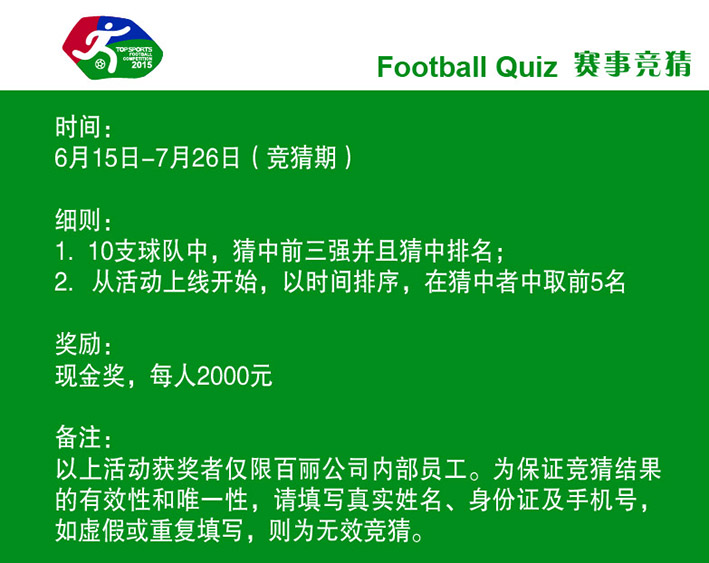 TOPSPORTS
FOOTBALL
COMPETITION
2015
Football Quiz 赛事竞猜
时间：
6月15日-7月26日（竞猜期）
细则：
1. 10支球队中，猜中前三强并且猜中排名；
2. 从活动上线开始，以时间排序，在猜中者中取前5名
奖励：
现金奖，每人2000元
备注：
以上活动获奖者仅限百丽公司内部员工。为保证竞猜结果
的有效性和唯一性，请填写真实姓名、身份证及手机号，
如虚假或重复填写，则为无效竞猜。